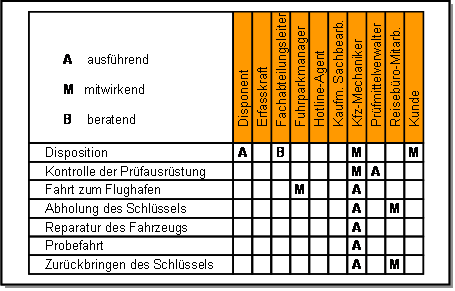 A ausführend
M mitwirkend
B beratend
Disponent
Erfasskraft
Fachabteilungsleiter
Fuhrparkmanager
Hotline-Agent
Kaufm. Sachbearb.
Kfz-Mechaniker
Prüfmittelverwalter
Reisebüro-Mitarb.
Kunde
Disposition A B M M
Kontrolle der Prüfausrüstung M A
Fahrt zum Flughafen M A
Abholung des Schlüssels A M
Reparatur des Fahrzeugs A
Probefahrt A
Zurückbringen des Schlüssels A M